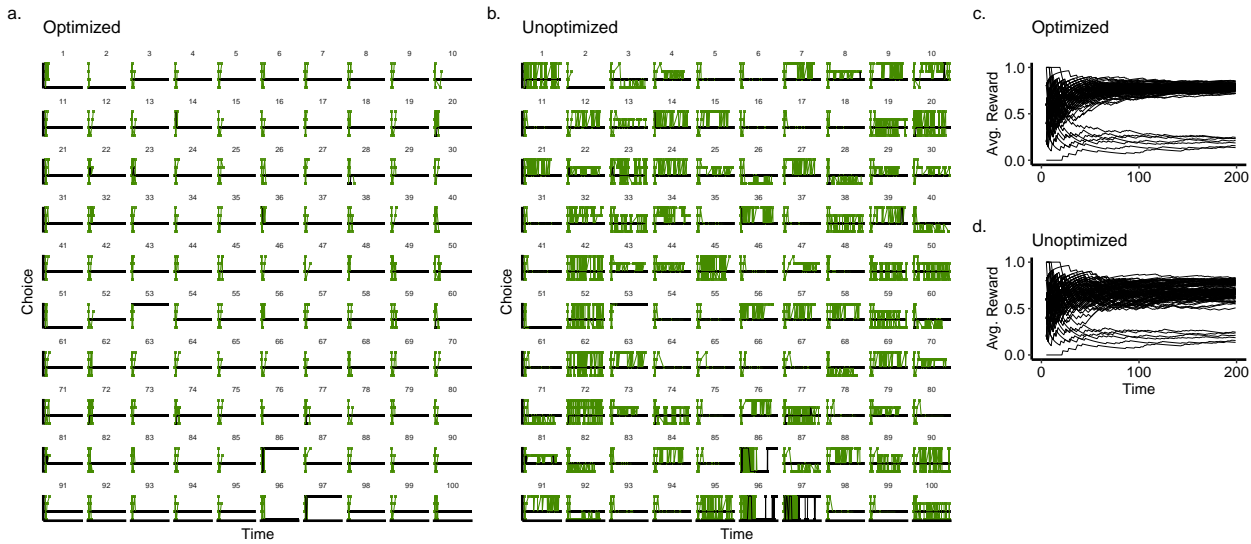 a.
Optimized
1 2 3 4 5 6 7 8 9 10
11 12 13 14 15 16 17 18 19 20
21 22 23 24 25 26 27 28 29 30
31 32 33 34 35 36 37 38 39 40
41 42 43 44 45 46 47 48 49 50
51 52 53 54 55 56 57 58 59 60
61 62 63 64 65 66 67 68 69 70
71 72 73 74 75 76 77 78 79 80
81 82 83 84 85 86 87 88 89 90
91 92 93 94 95 96 97 98 99 100
Choice
Time
b.
Unoptimized
1 2 3 4 5 6 7 8 9 10
11 12 13 14 15 16 17 18 19 20
21 22 23 24 25 26 27 28 29 30
31 32 33 34 35 36 37 38 39 40
41 42 43 44 45 46 47 48 49 50
51 52 53 54 55 56 57 58 59 60
61 62 63 64 65 66 67 68 69 70
71 72 73 74 75 76 77 78 79 80
81 82 83 84 85 86 87 88 89 90
91 92 93 94 95 96 97 98 99 100
Choice
Time
c.
Optimized
Avg. Reward
1.0
0.5
0.0
0 100 200
d.
Unoptimized
Avg. Reward
1.0
0.5
0.0
0 100 200
Time